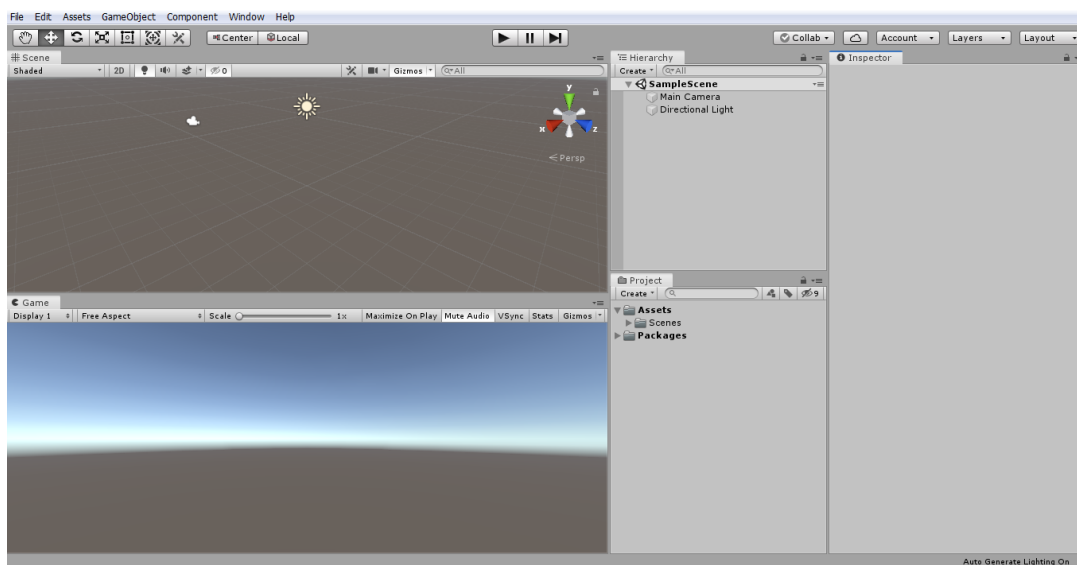 File Edit Assets GameObject Component Window Help
Center Local Collab Account Layers Layout
Scene
Shaded 2D 0 Gizmos All
y
x z
Persp
Game
Display 1 Free Aspect Scale 1x Maximize On Play Mute Audio VSync Stats Gizmos
Hierarchy
Create All
SampleScene
Main Camera
Directional Light
Project
Create 9
Assets
Scenes
Packages
Inspector
Auto Generate Lighting On